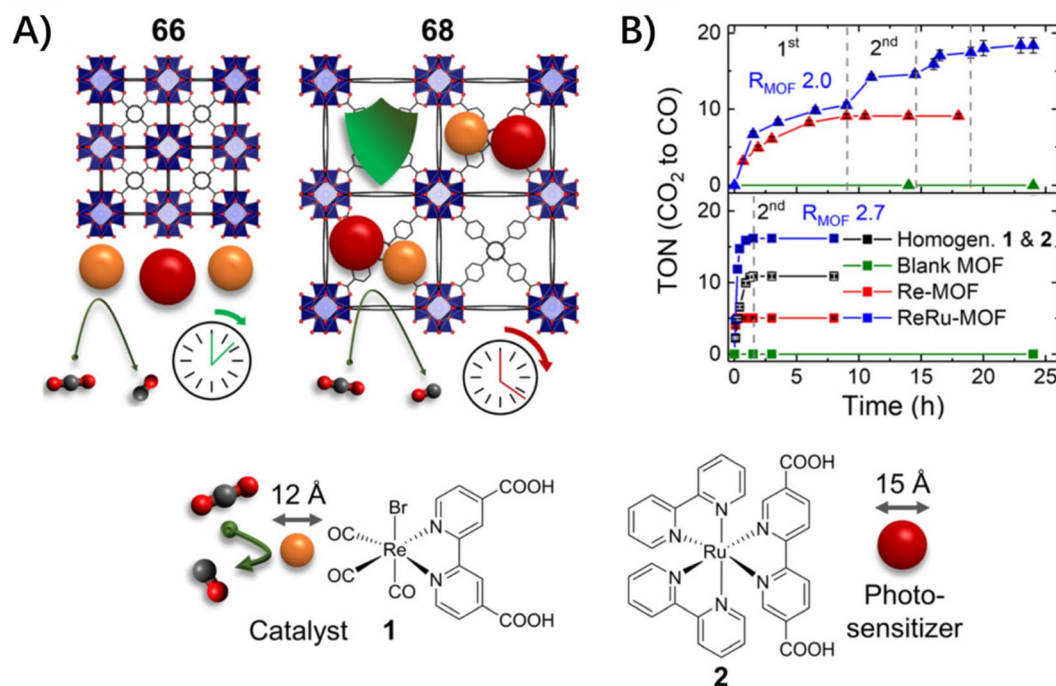 A)
66
68
B)
TON (CO2 to CO)
20
10
0
20
10
0
1st
2nd
RMOF 2.0
2nd
RMOF 2.7
Homogen. 1 & 2
Blank MOF
Re-MOF
ReRu-MOF
0 5 10 15 20 25
Time (h)
12 Å
Br
COOH
OC
N
Re
OC
N
CO
COOH
Catalyst 1
COOH
N
N
N
Ru
N
N
N
COOH
2
15 Å
Photo-
sensitizer